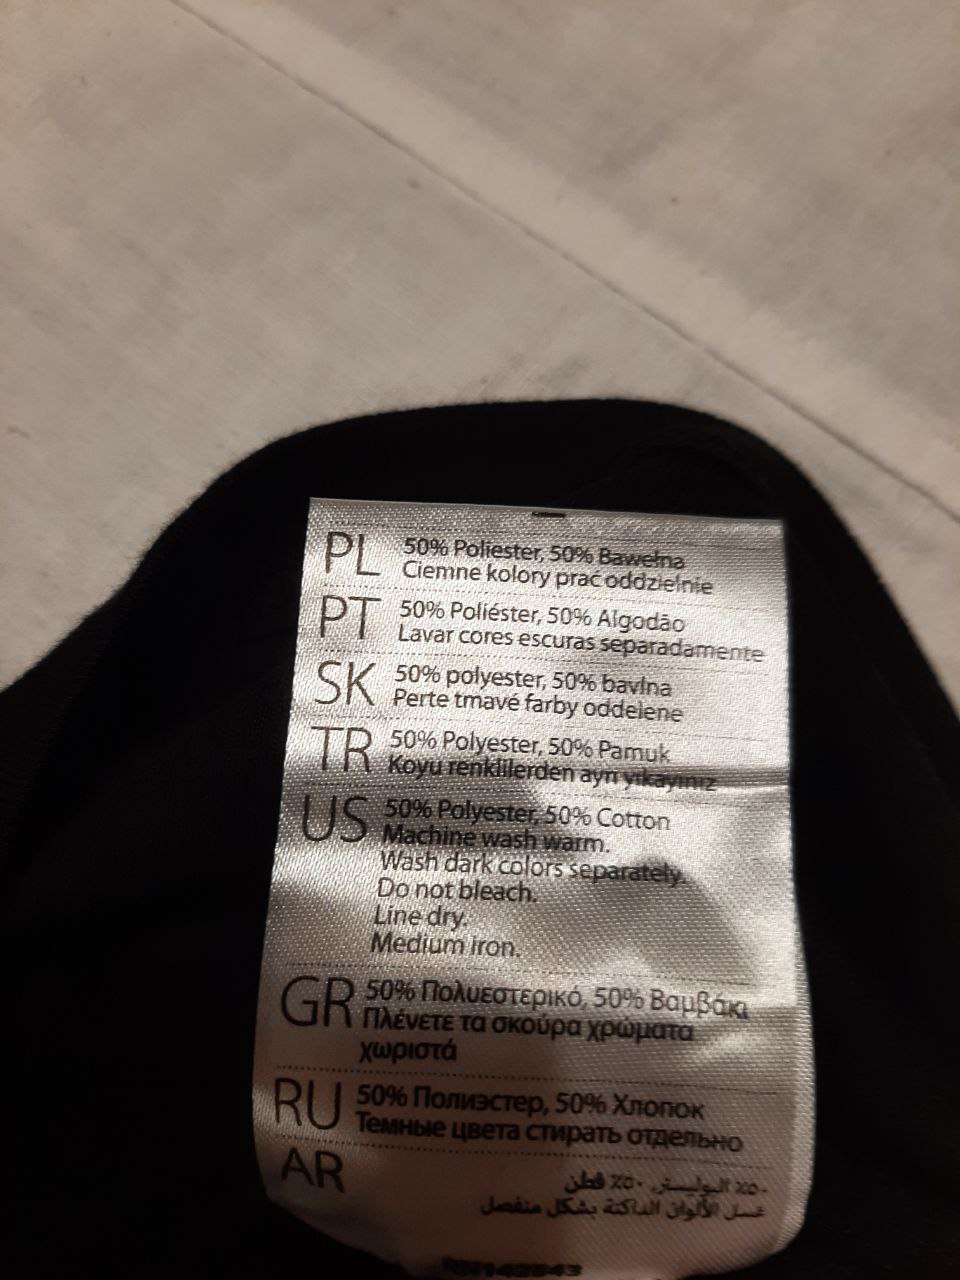 PL 50% Poliester, 50% Bawełna
Ciemne kolory prać oddzielnie
PT 50% Poliéster, 50% Algodão
Lavar cores escuras separadamente
SK 50% polyester, 50% bavlna
Perte tmavé farby oddelene
TR 50% Polyester, 50% Pamuk
Koyu renklilerden ayrı yıkayınız
US 50% Polyester, 50% Cotton
Machine wash warm.
Wash dark colors separately.
Do not bleach.
Line dry.
Medium iron.
GR 50% Πολυεστερικό, 50% Βαμβάκι
Πλένετε τα σκούρα χρώματα
χωριστά
RU 50% Полиэстер, 50% Хлопок
Темные цвета стирать отдельно
AR ٥٠٪ البوليستر, ٥٠٪ قطن
غسل الألوان الداكنة بشكل منفصل